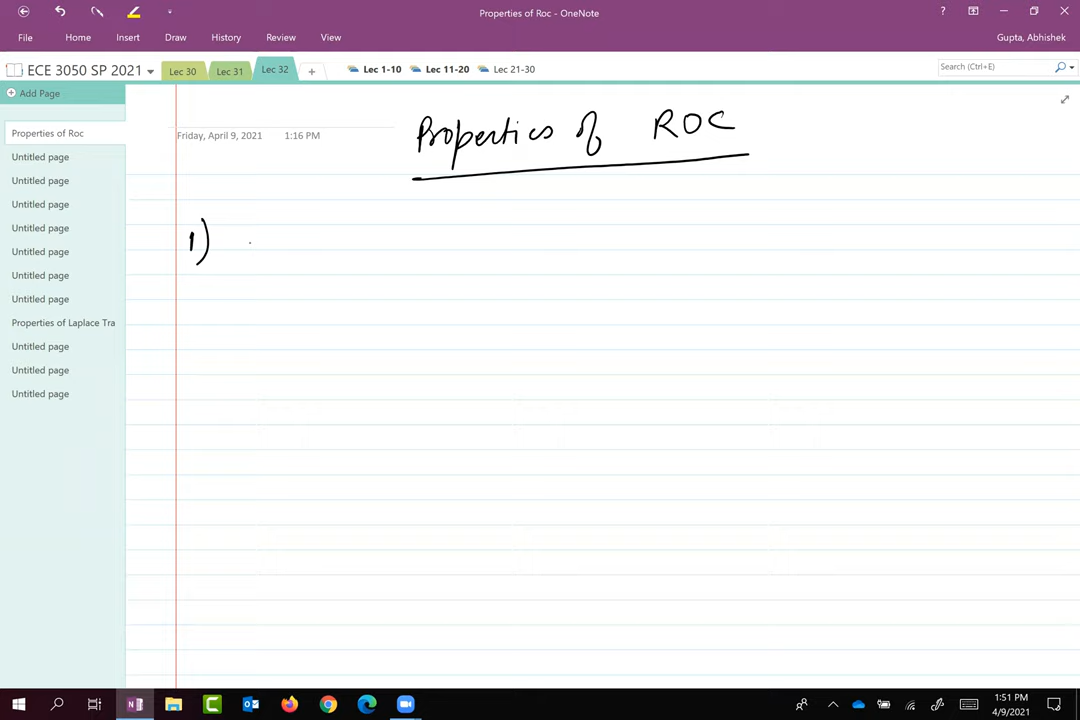 Properties of Roc - OneNote
?
File Home Insert Draw History Review View
Gupta, Abhishek
ECE 3050 SP 2021 Lec 30 Lec 31 Lec 32 + Lec 1-10 Lec 11-20 Lec 21-30
Search (Ctrl+E)
Add Page
Properties of Roc
Untitled page
Untitled page
Untitled page
Untitled page
Untitled page
Untitled page
Untitled page
Properties of Laplace Tra
Untitled page
Untitled page
Untitled page
Friday, April 9, 2021 1:16 PM
Properties of ROC
1)
1:51 PM
4/9/2021